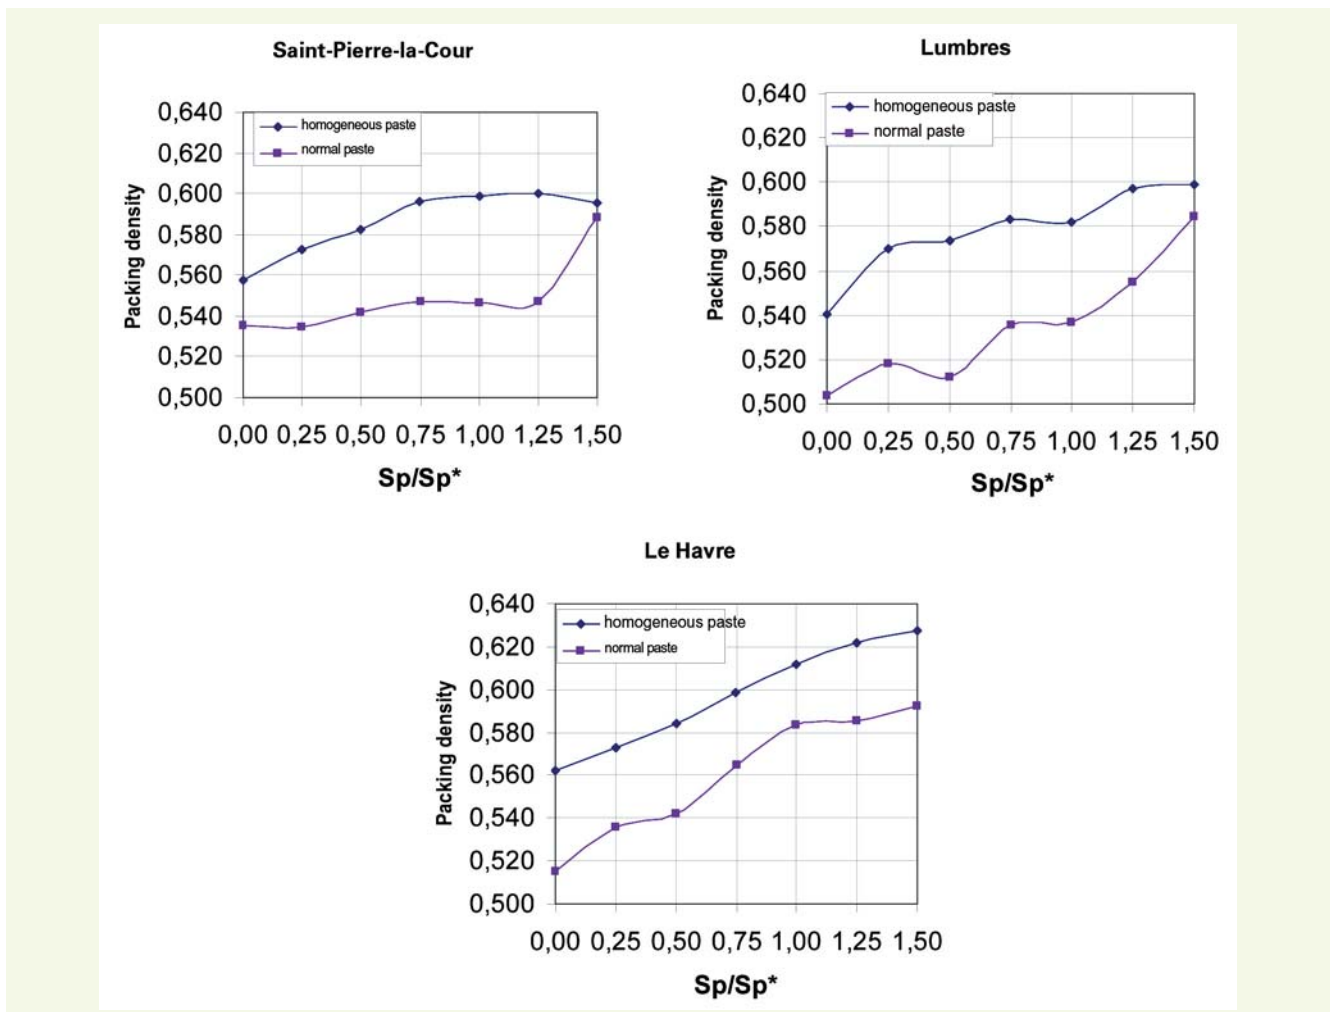 Saint-Pierre-la-Cour
0,640
0,620
0,600
0,580
0,560
0,540
0,520
0,500
homogeneous paste
normal paste
Packing density
0,00 0,25 0,50 0,75 1,00 1,25 1,50
Sp/Sp*
Lumbres
0,640
0,620
0,600
0,580
0,560
0,540
0,520
0,500
homogeneous paste
normal paste
Packing density
0,00 0,25 0,50 0,75 1,00 1,25 1,50
Sp/Sp*
Le Havre
0,640
0,620
0,600
0,580
0,560
0,540
0,520
0,500
homogeneous paste
normal paste
Packing density
0,00 0,25 0,50 0,75 1,00 1,25 1,50
Sp/Sp*